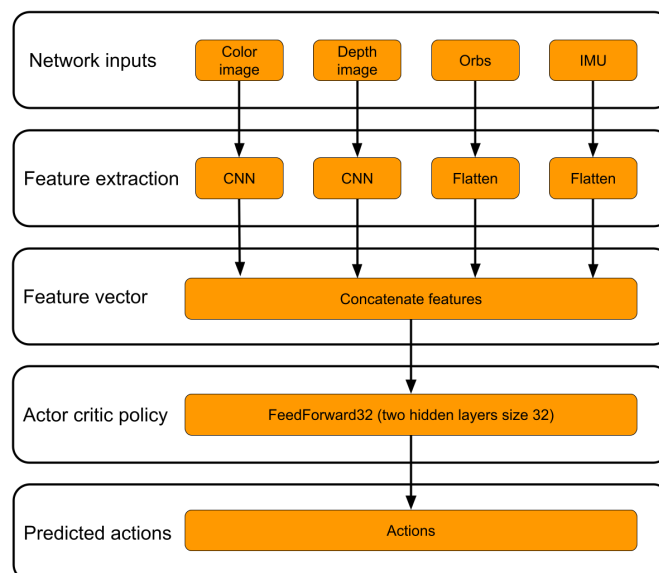 Network inputs
Color
image
Depth
image
Orbs
IMU
Feature extraction
CNN
CNN
Flatten
Flatten
Feature vector
Concatenate features
Actor critic policy
FeedForward32 (two hidden layers size 32)
Predicted actions
Actions